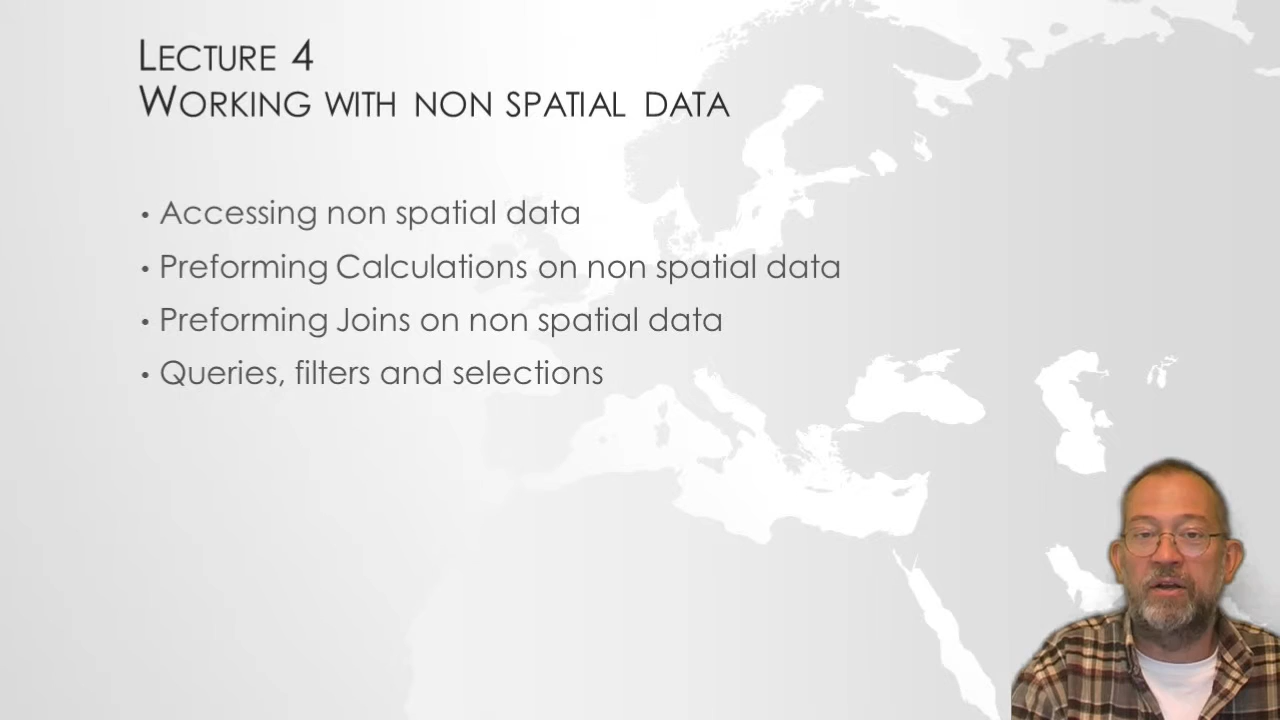 LECTURE 4
WORKING WITH NON SPATIAL DATA
• Accessing non spatial data
• Preforming Calculations on non spatial data
• Preforming Joins on non spatial data
• Queries, filters and selections